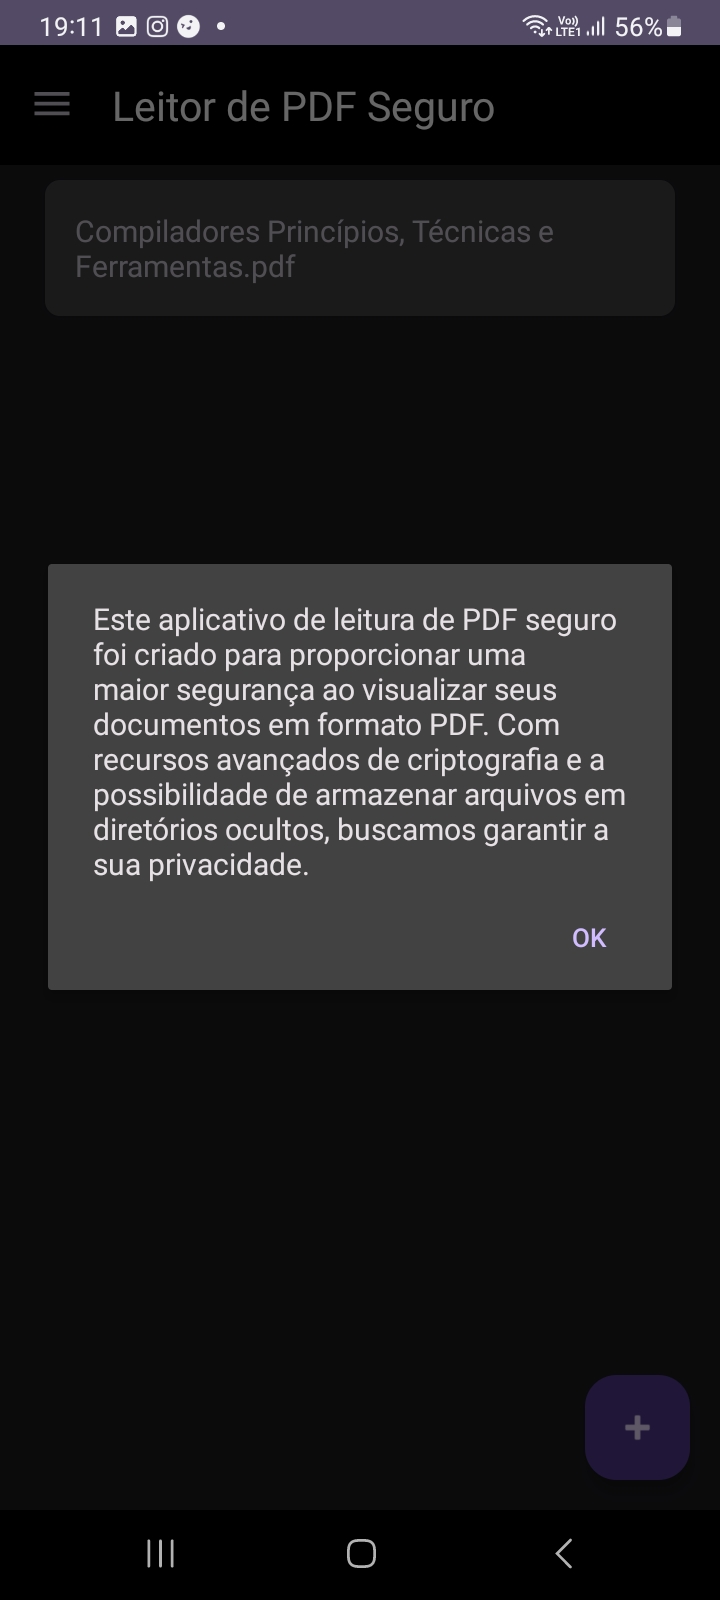 19:11
Vo))
LTE1
56%
Leitor de PDF Seguro
Compiladores Princípios, Técnicas e
Ferramentas.pdf
Este aplicativo de leitura de PDF seguro
foi criado para proporcionar uma
maior segurança ao visualizar seus
documentos em formato PDF. Com
recursos avançados de criptografia e a
possibilidade de armazenar arquivos em
diretórios ocultos, buscamos garantir a
sua privacidade.
OK
+